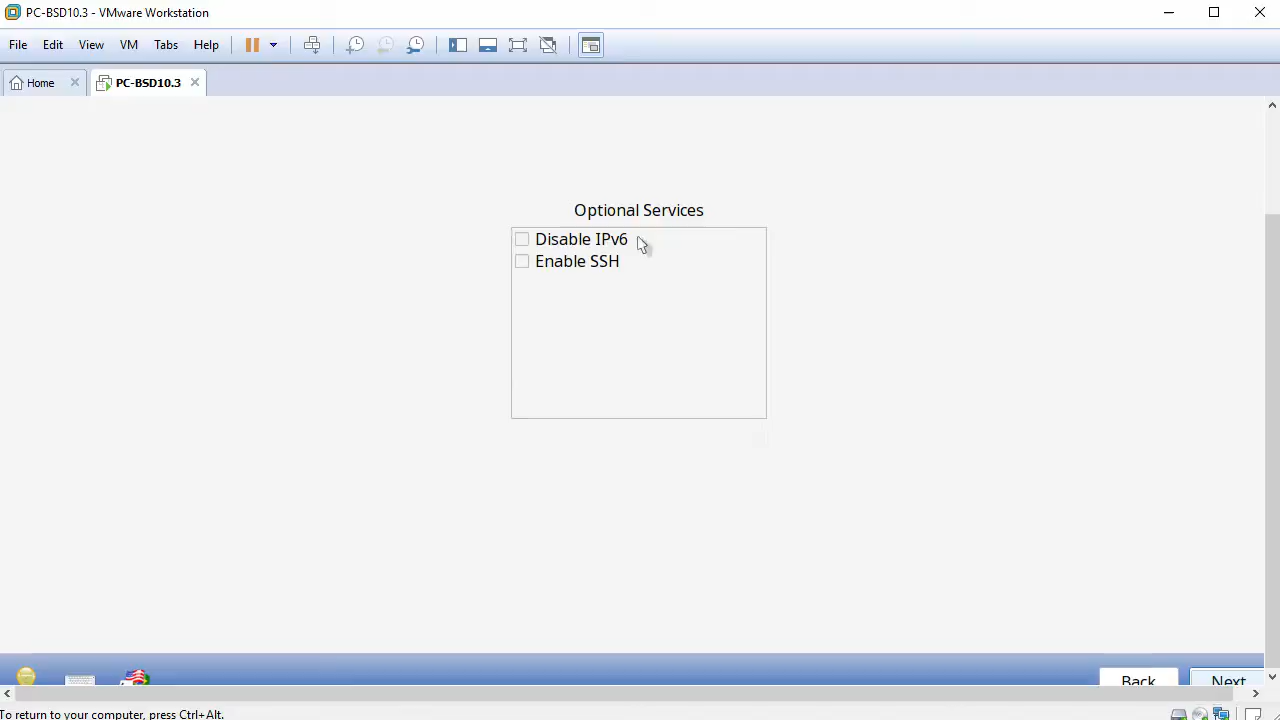 PC-BSD10.3 - VMware Workstation
File Edit View VM Tabs Help
Home PC-BSD10.3
Optional Services
Disable IPv6
Enable SSH
Back Next
To return to your computer, press Ctrl+Alt.